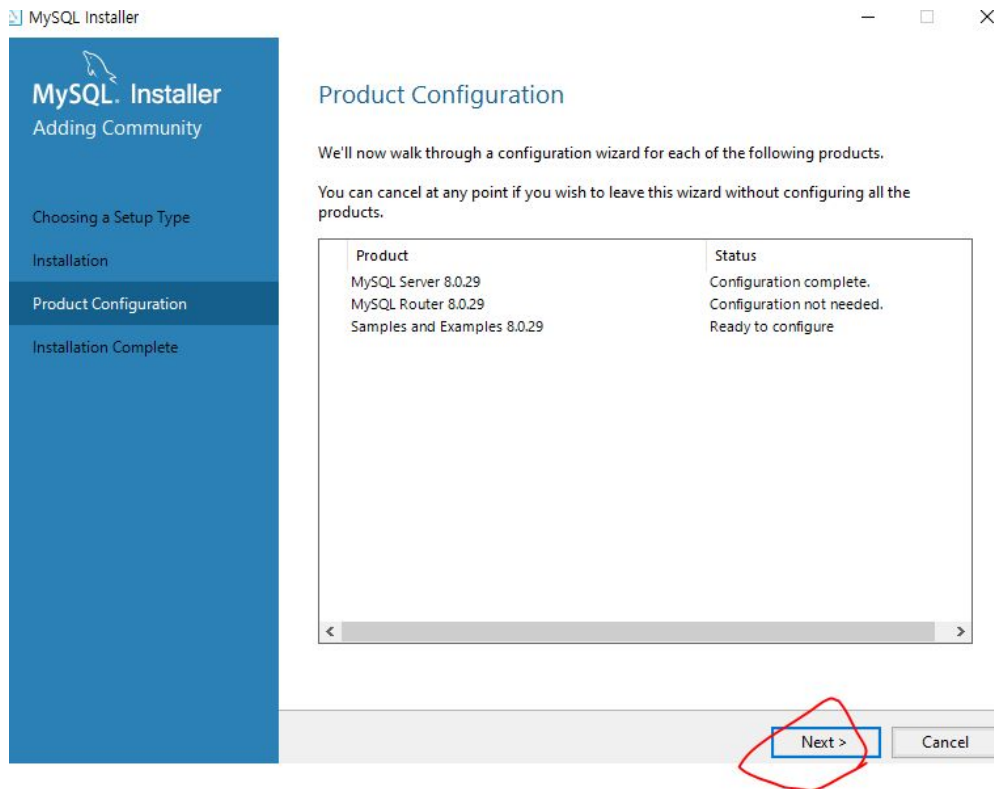 MySQL Installer
MySQL. Installer
Adding Community
Choosing a Setup Type
Installation
Product Configuration
Installation Complete
Product Configuration
We'll now walk through a configuration wizard for each of the following products.
You can cancel at any point if you wish to leave this wizard without configuring all the
products.
Product Status
MySQL Server 8.0.29 Configuration complete.
MySQL Router 8.0.29 Configuration not needed.
Samples and Examples 8.0.29 Ready to configure
Next > Cancel